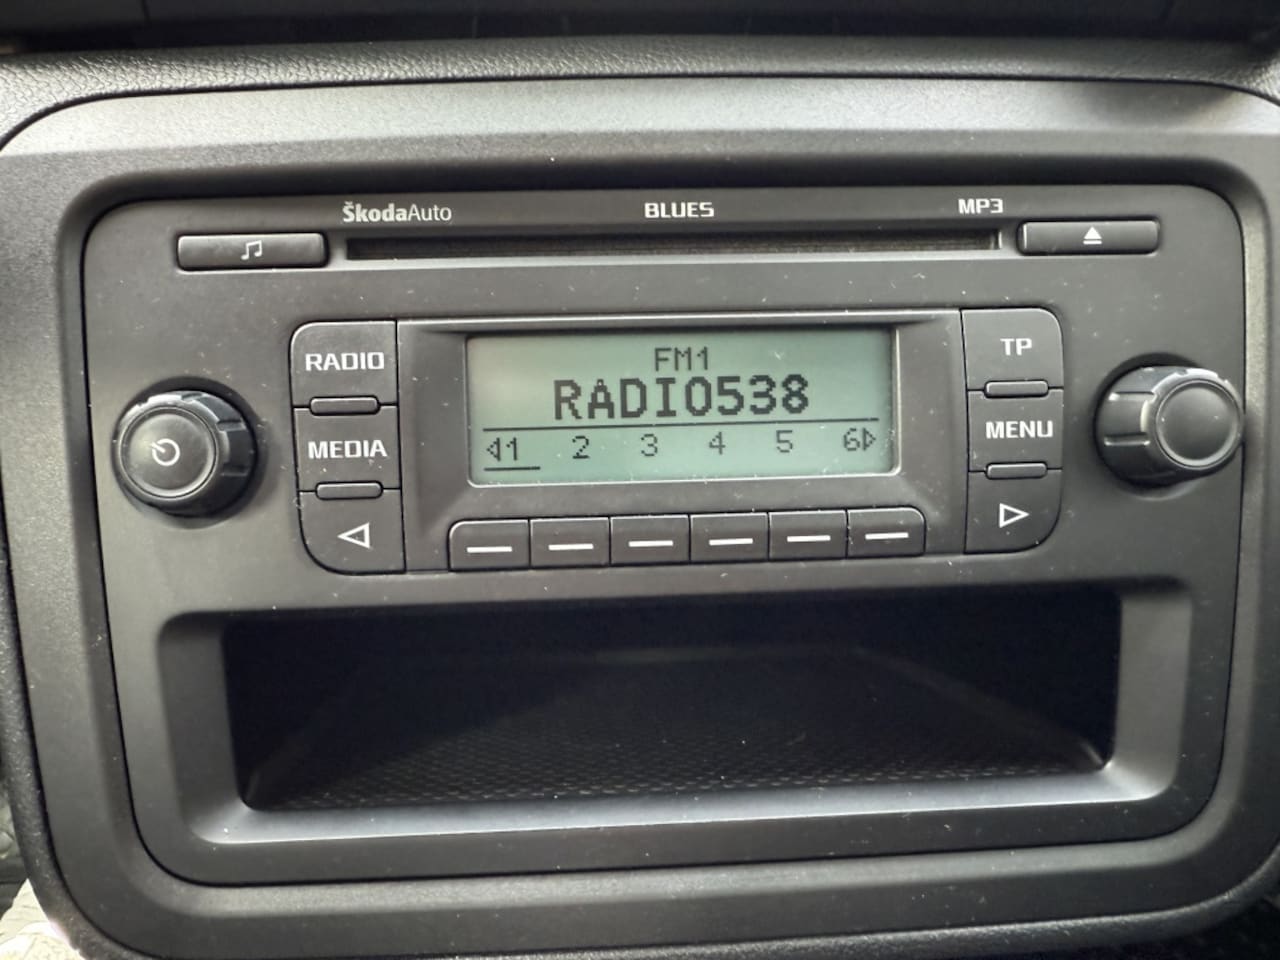 ŠkodaAuto BLUES MP3
RADIO
MEDIA
FM1
RADIO538
1 2 3 4 5 6
TP
MENU